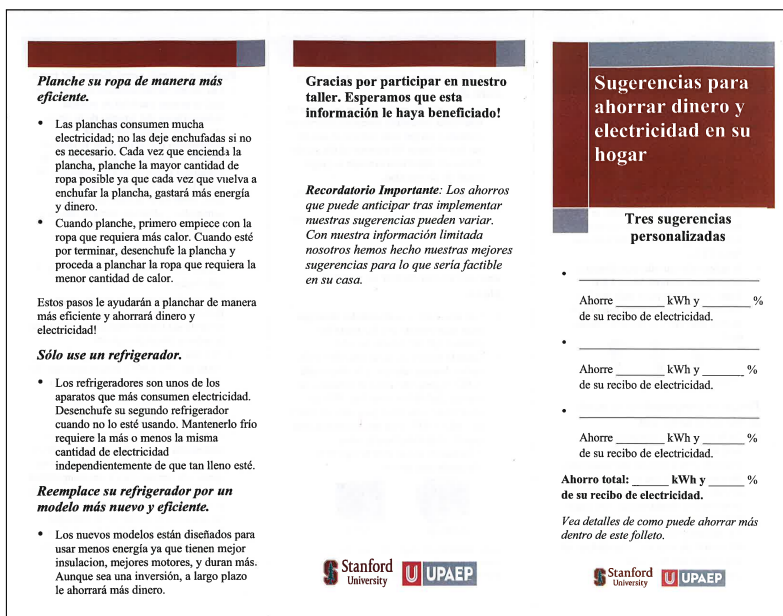 Planche su ropa de manera más
eficiente.
• Las planchas consumen mucha
electricidad; no las deje enchufadas si no
es necesario. Cada vez que encienda la
plancha, planche la mayor cantidad de
ropa posible ya que cada vez que vuelva a
enchufar la plancha, gastará más energía
y dinero.
• Cuando planche, primero empiece con la
ropa que requiera más calor. Cuando esté
por terminar, desenchufe la plancha y
proceda a planchar la ropa que requiera la
menor cantidad de calor.
Estos pasos le ayudarán a planchar de manera
más eficiente y ahorrará dinero y
electricidad!
Sólo use un refrigerador.
• Los refrigeradores son unos de los
aparatos que más consumen electricidad.
Desenchufe su segundo refrigerador
cuando no lo esté usando. Mantenerlo frío
requiere la más o menos la misma
cantidad de electricidad
independientemente de que tan lleno esté.
Reemplace su refrigerador por un
modelo más nuevo y eficiente.
• Los nuevos modelos están diseñados para
usar menos energía ya que tienen mejor
insulacion, mejores motores, y duran más.
Aunque sea una inversión, a largo plazo
le ahorrará más dinero.
Gracias por participar en nuestro
taller. Esperamos que esta
información le haya beneficiado!
Recordatorio Importante: Los ahorros
que puede anticipar tras implementar
nuestras sugerencias pueden variar.
Con nuestra información limitada
nosotros hemos hecho nuestras mejores
sugerencias para lo que sería factible
en su casa.
Stanford
University
UPAEP
Sugerencias para
ahorrar dinero y
electricidad en su
hogar
Tres sugerencias
personalizadas
• ______________________
Ahorre ________ kWh y _______ %
de su recibo de electricidad.
• ______________________
Ahorre ________ kWh y _______ %
de su recibo de electricidad.
• ______________________
Ahorre ________ kWh y _______ %
de su recibo de electricidad.
Ahorro total: ______ kWh y ______ %
de su recibo de electricidad.
Vea detalles de como puede ahorrar más
dentro de este folleto.
Stanford
University
UPAEP